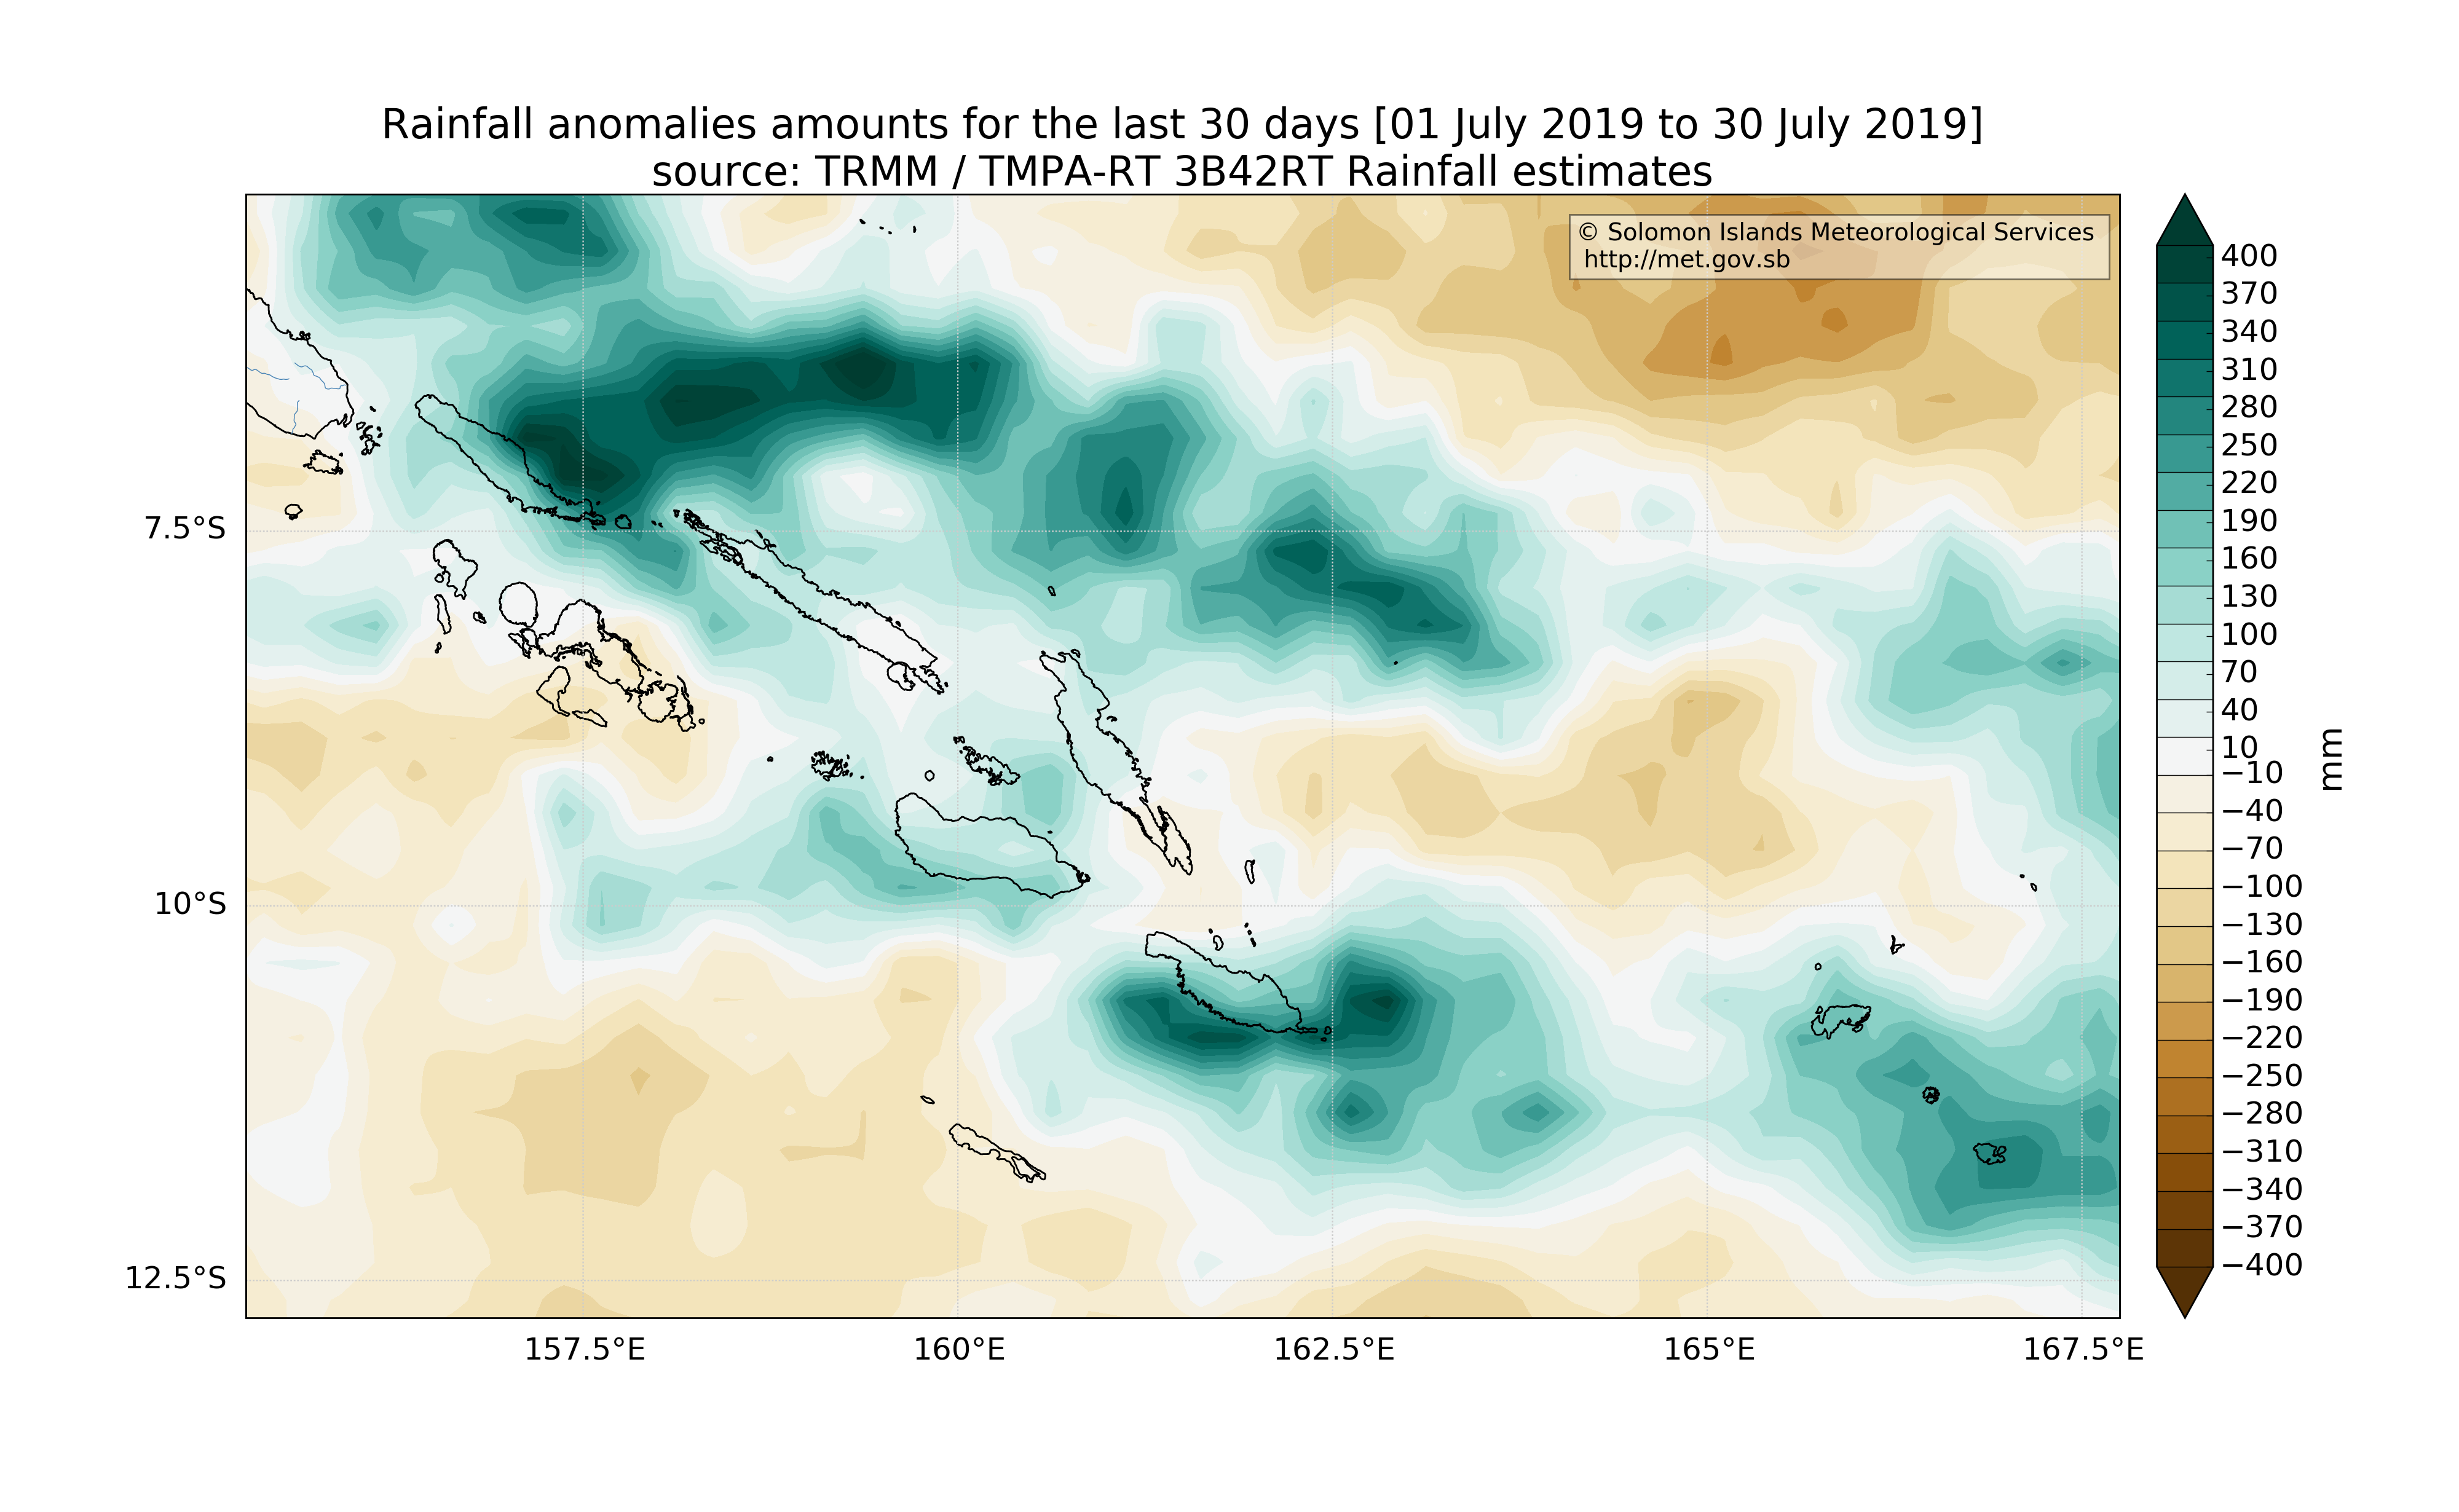 Rainfall anomalies amounts for the last 30 days [01 July 2019 to 30 July 2019]
source: TRMM / TMPA-RT 3B42RT Rainfall estimates
© Solomon Islands Meteorological Services
http://met.gov.sb
7.5°S
10°S
12.5°S
157.5°E
160°E
162.5°E
165°E
167.5°E
400
370
340
310
280
250
220
190
160
130
100
70
40
10
−10
−40
−70
−100
−130
−160
−190
−220
−250
−280
−310
−340
−370
−400
mm